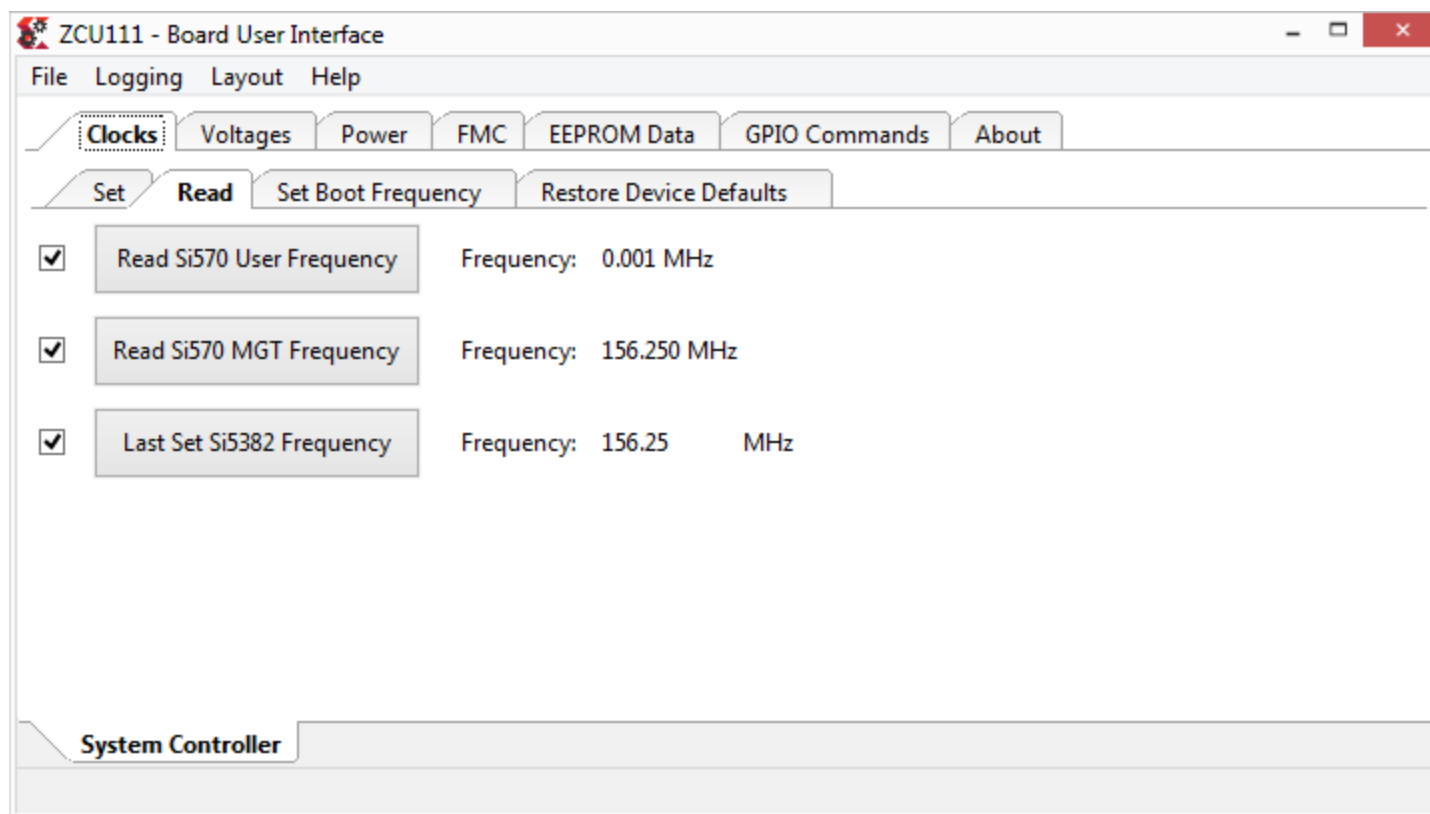 ZCU111 - Board User Interface
File Logging Layout Help
Clocks Voltages Power FMC EEPROM Data GPIO Commands About
Set Read Set Boot Frequency Restore Device Defaults
Read Si570 User Frequency Frequency: 0.001 MHz
Read Si570 MGT Frequency Frequency: 156.250 MHz
Last Set Si5382 Frequency Frequency: 156.25 MHz
System Controller